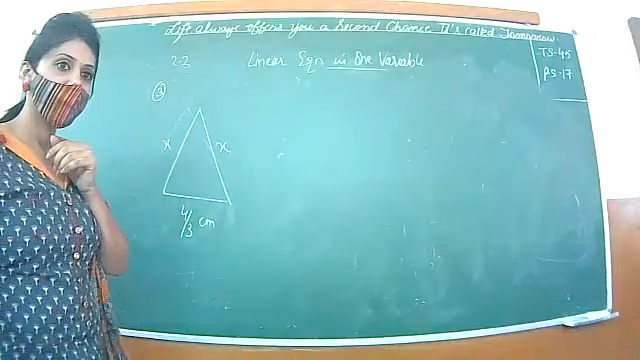 Life always offers you a Second Chance It's called Tomorrow.
TS-45
PS-17
2.2 Linear Eqn in One Variable
③
x x
4/3 cm